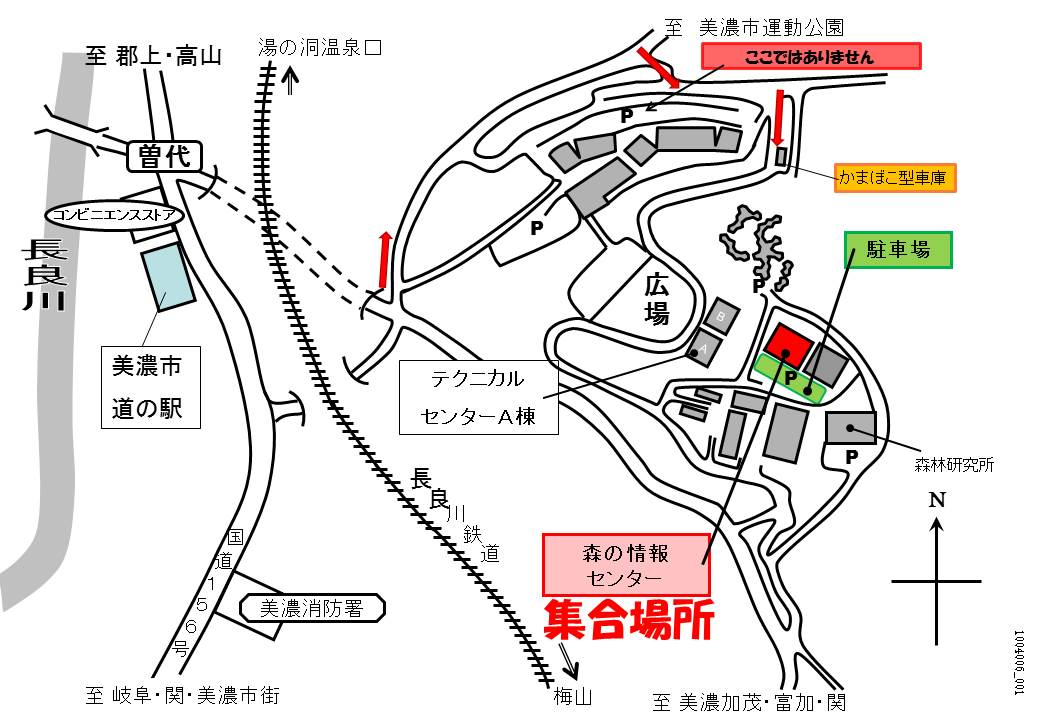 至 美濃市運動公園
湯の洞温泉口
至 郡上・高山
ここではありません
P
曽代
かまぼこ型車庫
コンビニエンスストア
P
長良川
駐車場
広場
P
B
A
美濃市
道の駅
テクニカル
センターA棟
P
P
森林研究所
長良川鉄道
N
国道156号
森の情報
センター
集合場所
美濃消防署
1004006_001
至 岐阜・関・美濃市街
梅山
至 美濃加茂・富加・関